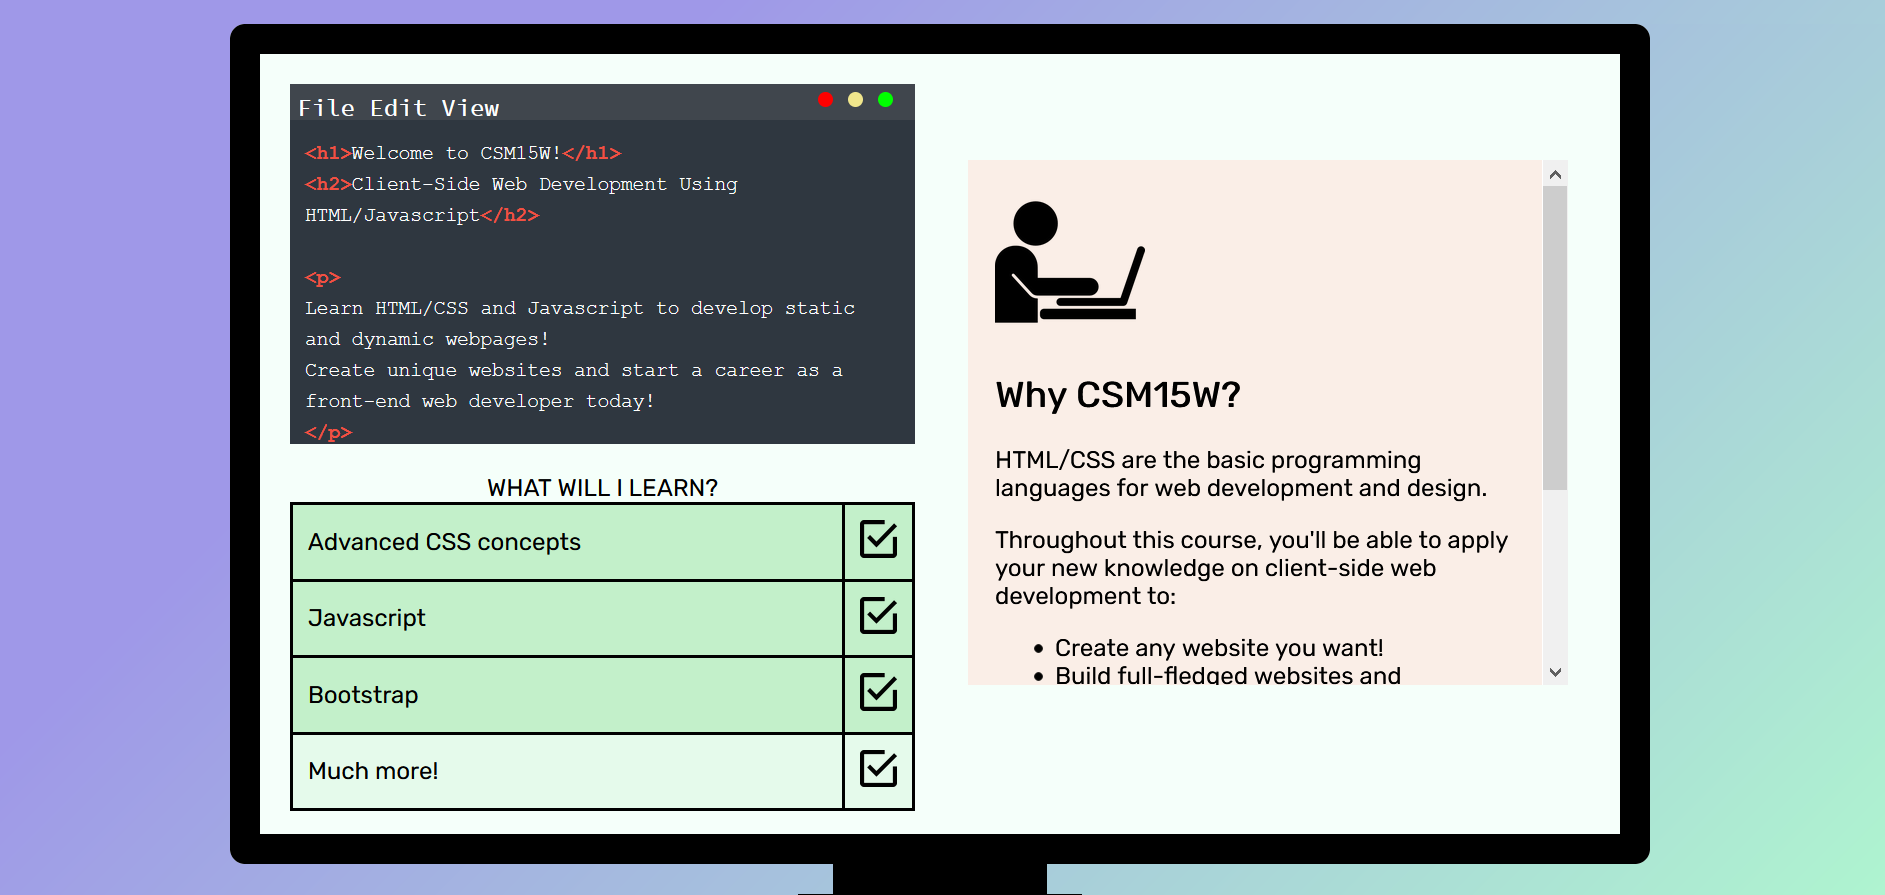 File Edit View
<h1>Welcome to CSM15W!</h1>
<h2>Client-Side Web Development Using
HTML/Javascript</h2>
<p>
Learn HTML/CSS and Javascript to develop static
and dynamic webpages!
Create unique websites and start a career as a
front-end web developer today!
</p>
WHAT WILL I LEARN?
Advanced CSS concepts
Javascript
Bootstrap
Much more!
Why CSM15W?
HTML/CSS are the basic programming
languages for web development and design.
Throughout this course, you'll be able to apply
your new knowledge on client-side web
development to:
• Create any website you want!
• Build full-fledged websites and